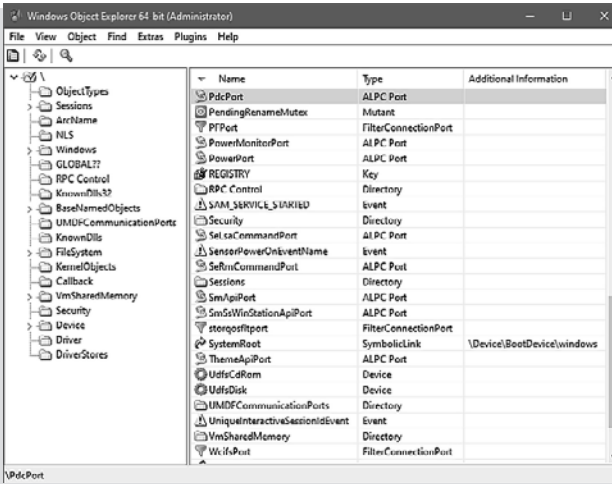 Windows Object Explorer 64-bit (Administrator)
File View Object Find Extras Plugins Help
\
ObjectTypes
Sessions
ArcName
NLS
Windows
GLOBAL??
RPC Control
KnownDlls32
BaseNamedObjects
UMDFCommunicationPorts
KnownDlls
FileSystem
KernelObjects
Callback
VmSharedMemory
Security
Device
Driver
DriverStores
Name Type Additional Information
PdcPort ALPC Port
PendingRenameMutex Mutant
PFPort FilterConnectionPort
PowerMonitorPort ALPC Port
PowerPort ALPC Port
REGISTRY Key
RPC Control Directory
SAM_SERVICE_STARTED Event
Security Directory
SeLsaCommandPort ALPC Port
SensorPowerOnEventName Event
SeRmCommandPort ALPC Port
Sessions Directory
SmApiPort ALPC Port
SmSsWinStationApiPort ALPC Port
storqosfltport FilterConnectionPort
SystemRoot SymbolicLink \Device\BootDevice\windows
ThemeApiPort ALPC Port
UdfsCdRom Device
UdfsDisk Device
UMDFCommunicationPorts Directory
UniqueInteractiveSessionIdEvent Event
VmSharedMemory Directory
WcifsPort FilterConnectionPort
\PdcPort